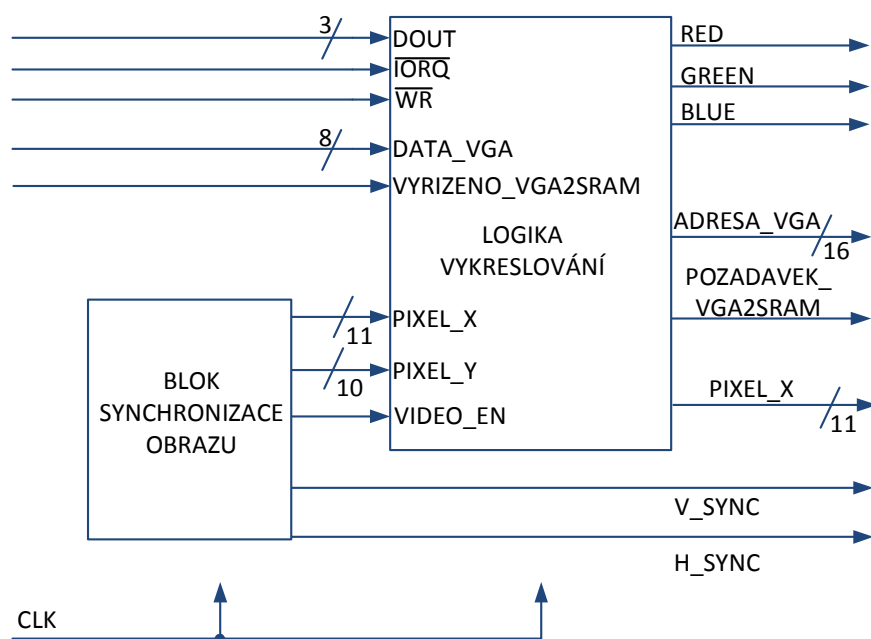 3
DOUT
IORQ
WR
8
DATA_VGA
VYRIZENO_VGA2SRAM
LOGIKA
VYKRESLOVÁNÍ
RED
GREEN
BLUE
ADRESA_VGA
16
POZADAVEK_
VGA2SRAM
PIXEL_X
11
BLOK
SYNCHRONIZACE
OBRAZU
11
PIXEL_X
10
PIXEL_Y
VIDEO_EN
V_SYNC
H_SYNC
CLK